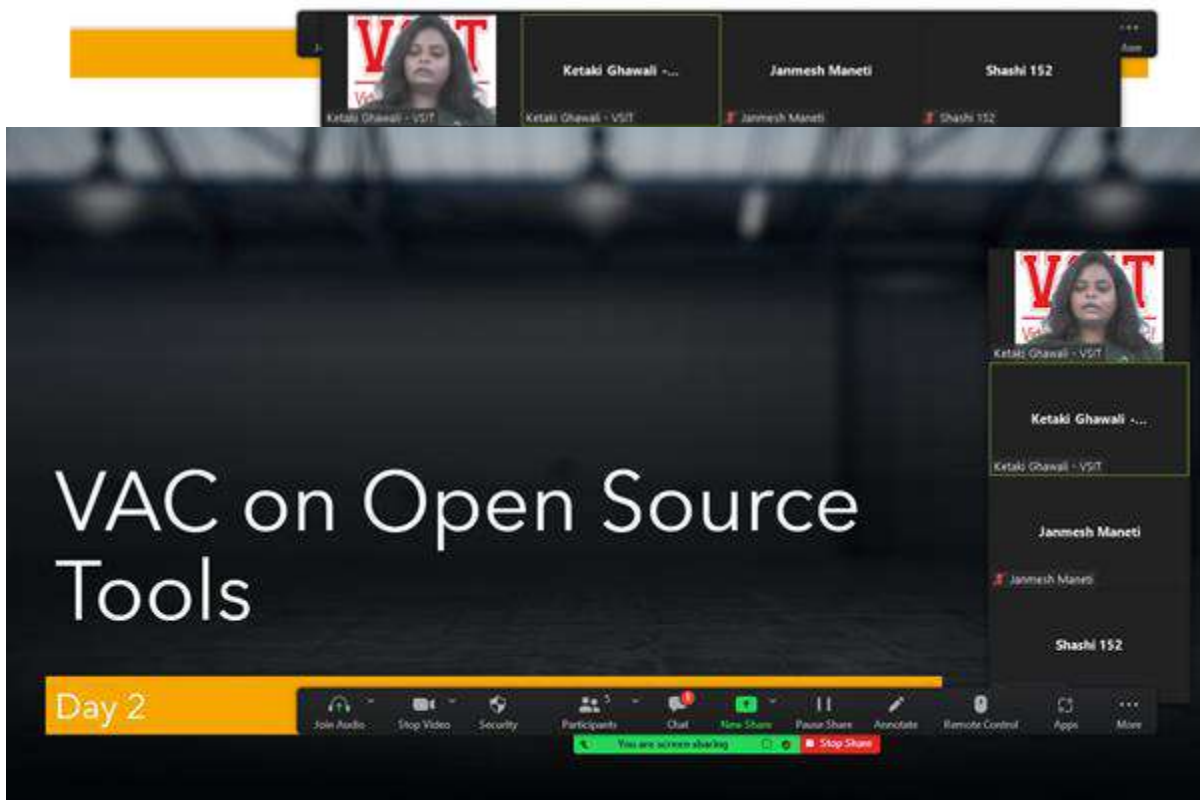 Ketaki Ghawali -...
Janmesh Maneti
Shashi 152
More
Ketaki Ghawali - VSIT
Ketaki Ghawali - VSIT
Janmesh Maneti
Shashi 152
Ketaki Ghawali - VSIT
Ketaki Ghawali -...
Ketaki Ghawali - VSIT
Janmesh Maneti
Janmesh Maneti
Shashi 152
VAC on Open Source
Tools
Day 2
5
1
Join Audio
Stop Video
Security
Participants
Chat
New Share
Pause Share
Annotate
Remote Control
Apps
More
You are screen sharing
Stop Share